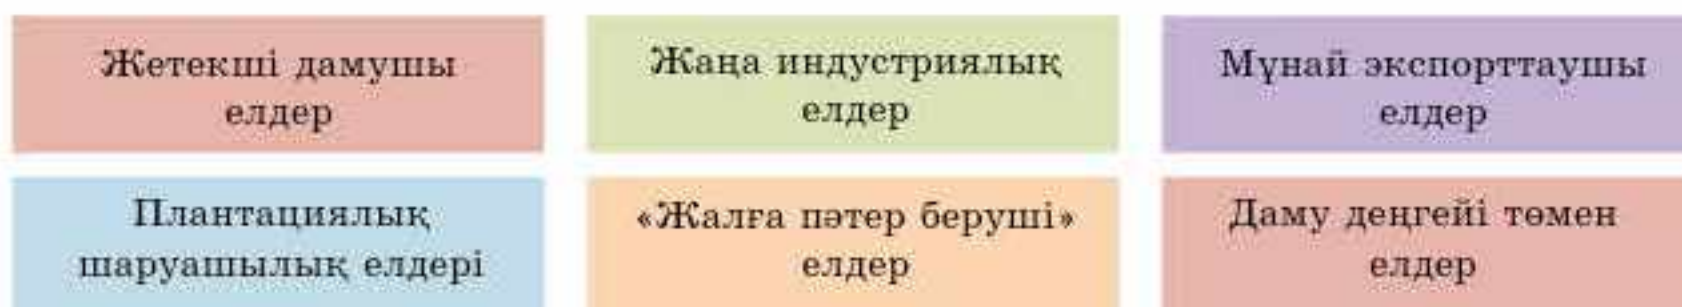 Жетекші дамушы
елдер
Жаңа индустриялық
елдер
Мұнай экспорттаушы
елдер
Плантациялық
шаруашылық елдері
«Жалға пәтер беруші»
елдер
Даму деңгейі төмен
елдер